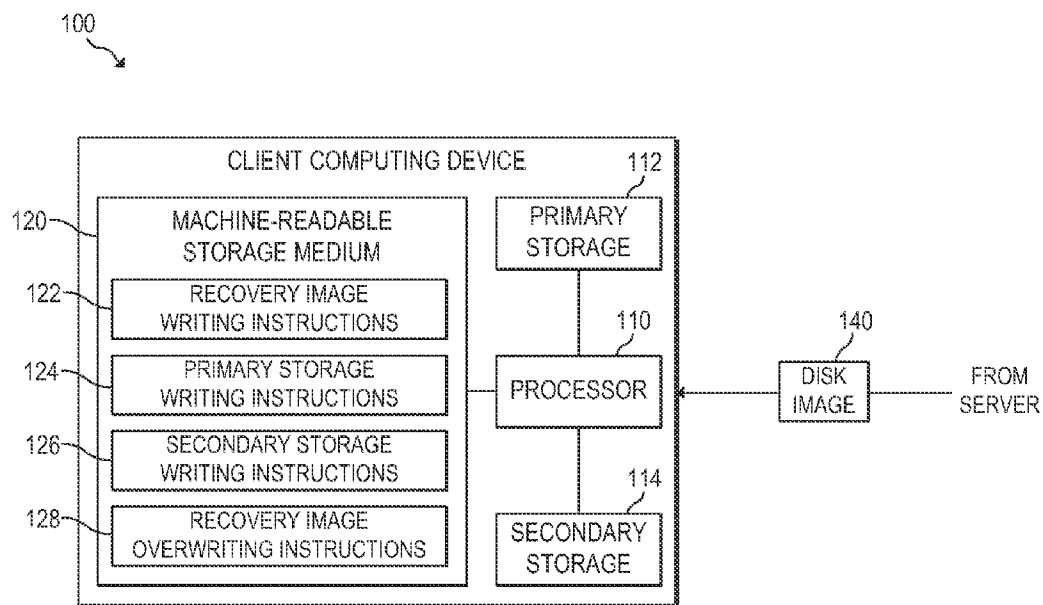 100
CLIENT COMPUTING DEVICE
120
MACHINE-READABLE
STORAGE MEDIUM
122
RECOVERY IMAGE
WRITING INSTRUCTIONS
124
PRIMARY STORAGE
WRITING INSTRUCTIONS
126
SECONDARY STORAGE
WRITING INSTRUCTIONS
128
RECOVERY IMAGE
OVERWRITING INSTRUCTIONS
112
PRIMARY
STORAGE
110
PROCESSOR
114
SECONDARY
STORAGE
140
DISK
IMAGE
FROM
SERVER